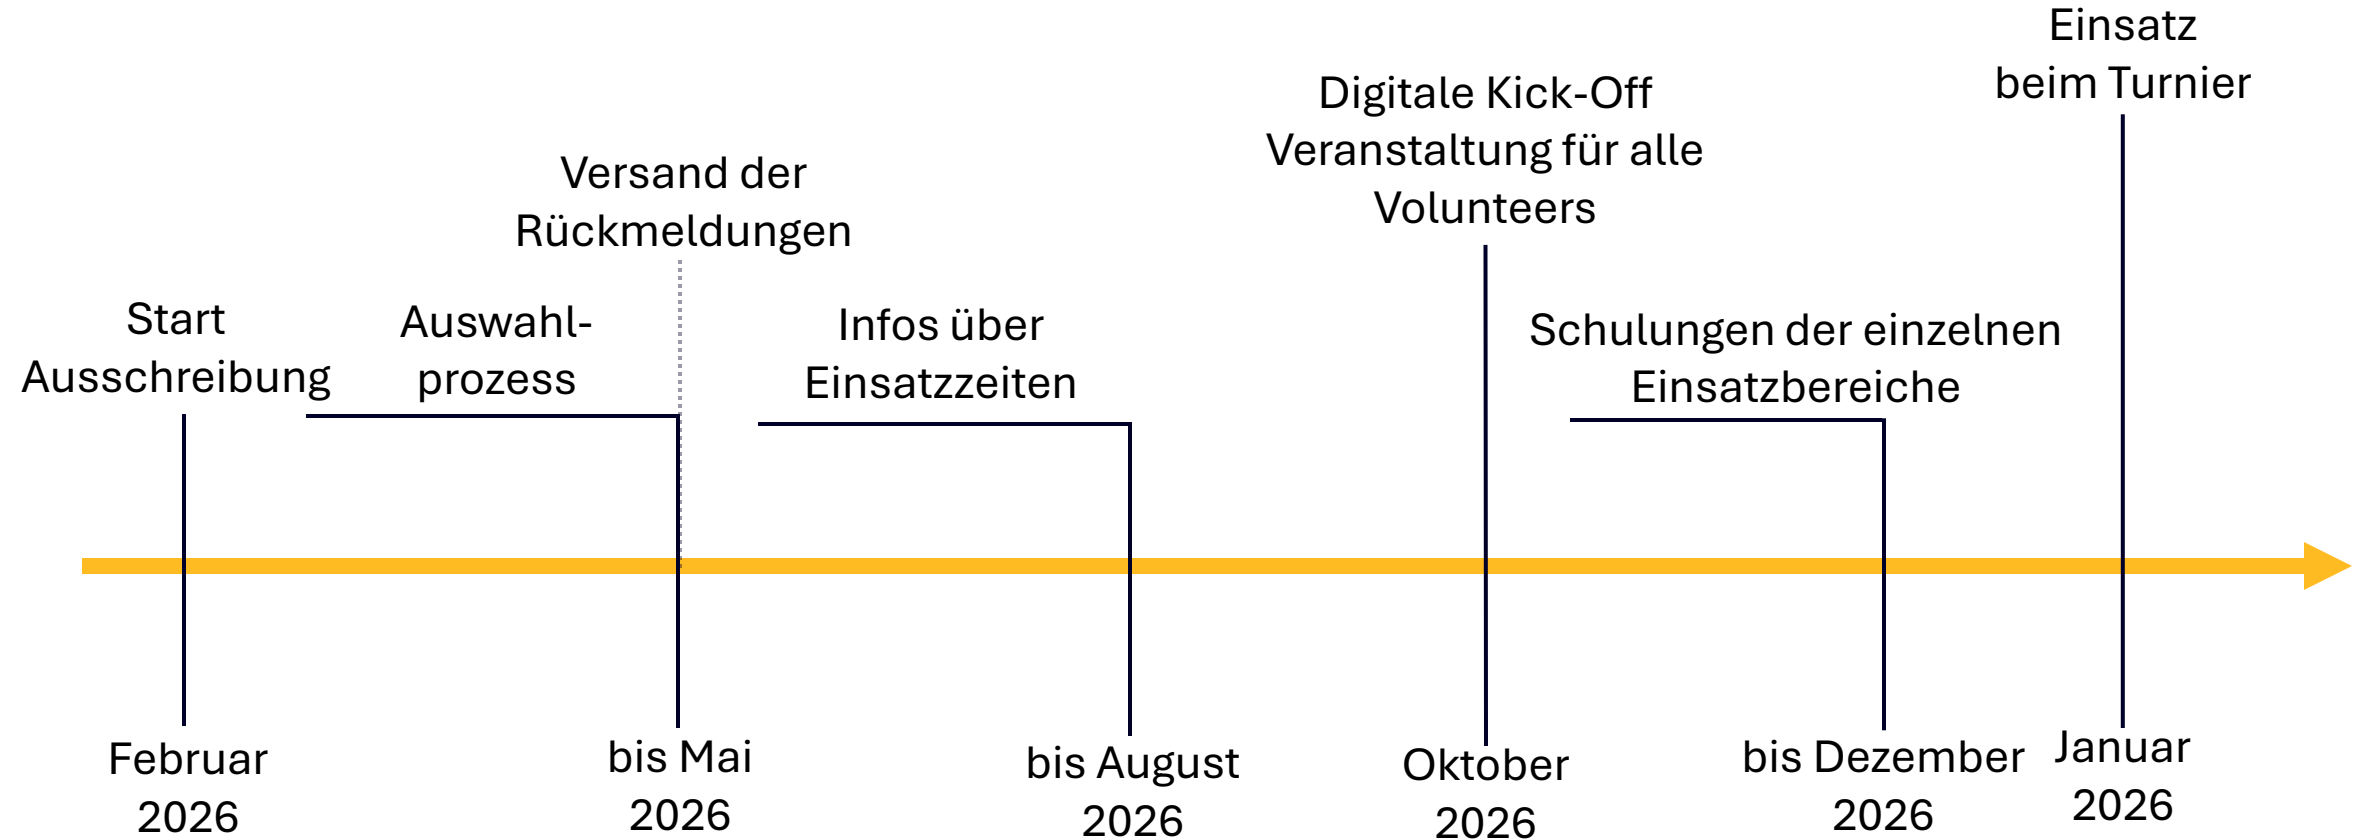 Start
Ausschreibung
Auswahl-
prozess
Versand der
Rückmeldungen
Infos über
Einsatzzeiten
Digitale Kick-Off
Veranstaltung für alle
Volunteers
Schulungen der einzelnen
Einsatzbereiche
Einsatz
beim Turnier
Februar
2026
bis Mai
2026
bis August
2026
Oktober
2026
bis Dezember
2026
Januar
2026